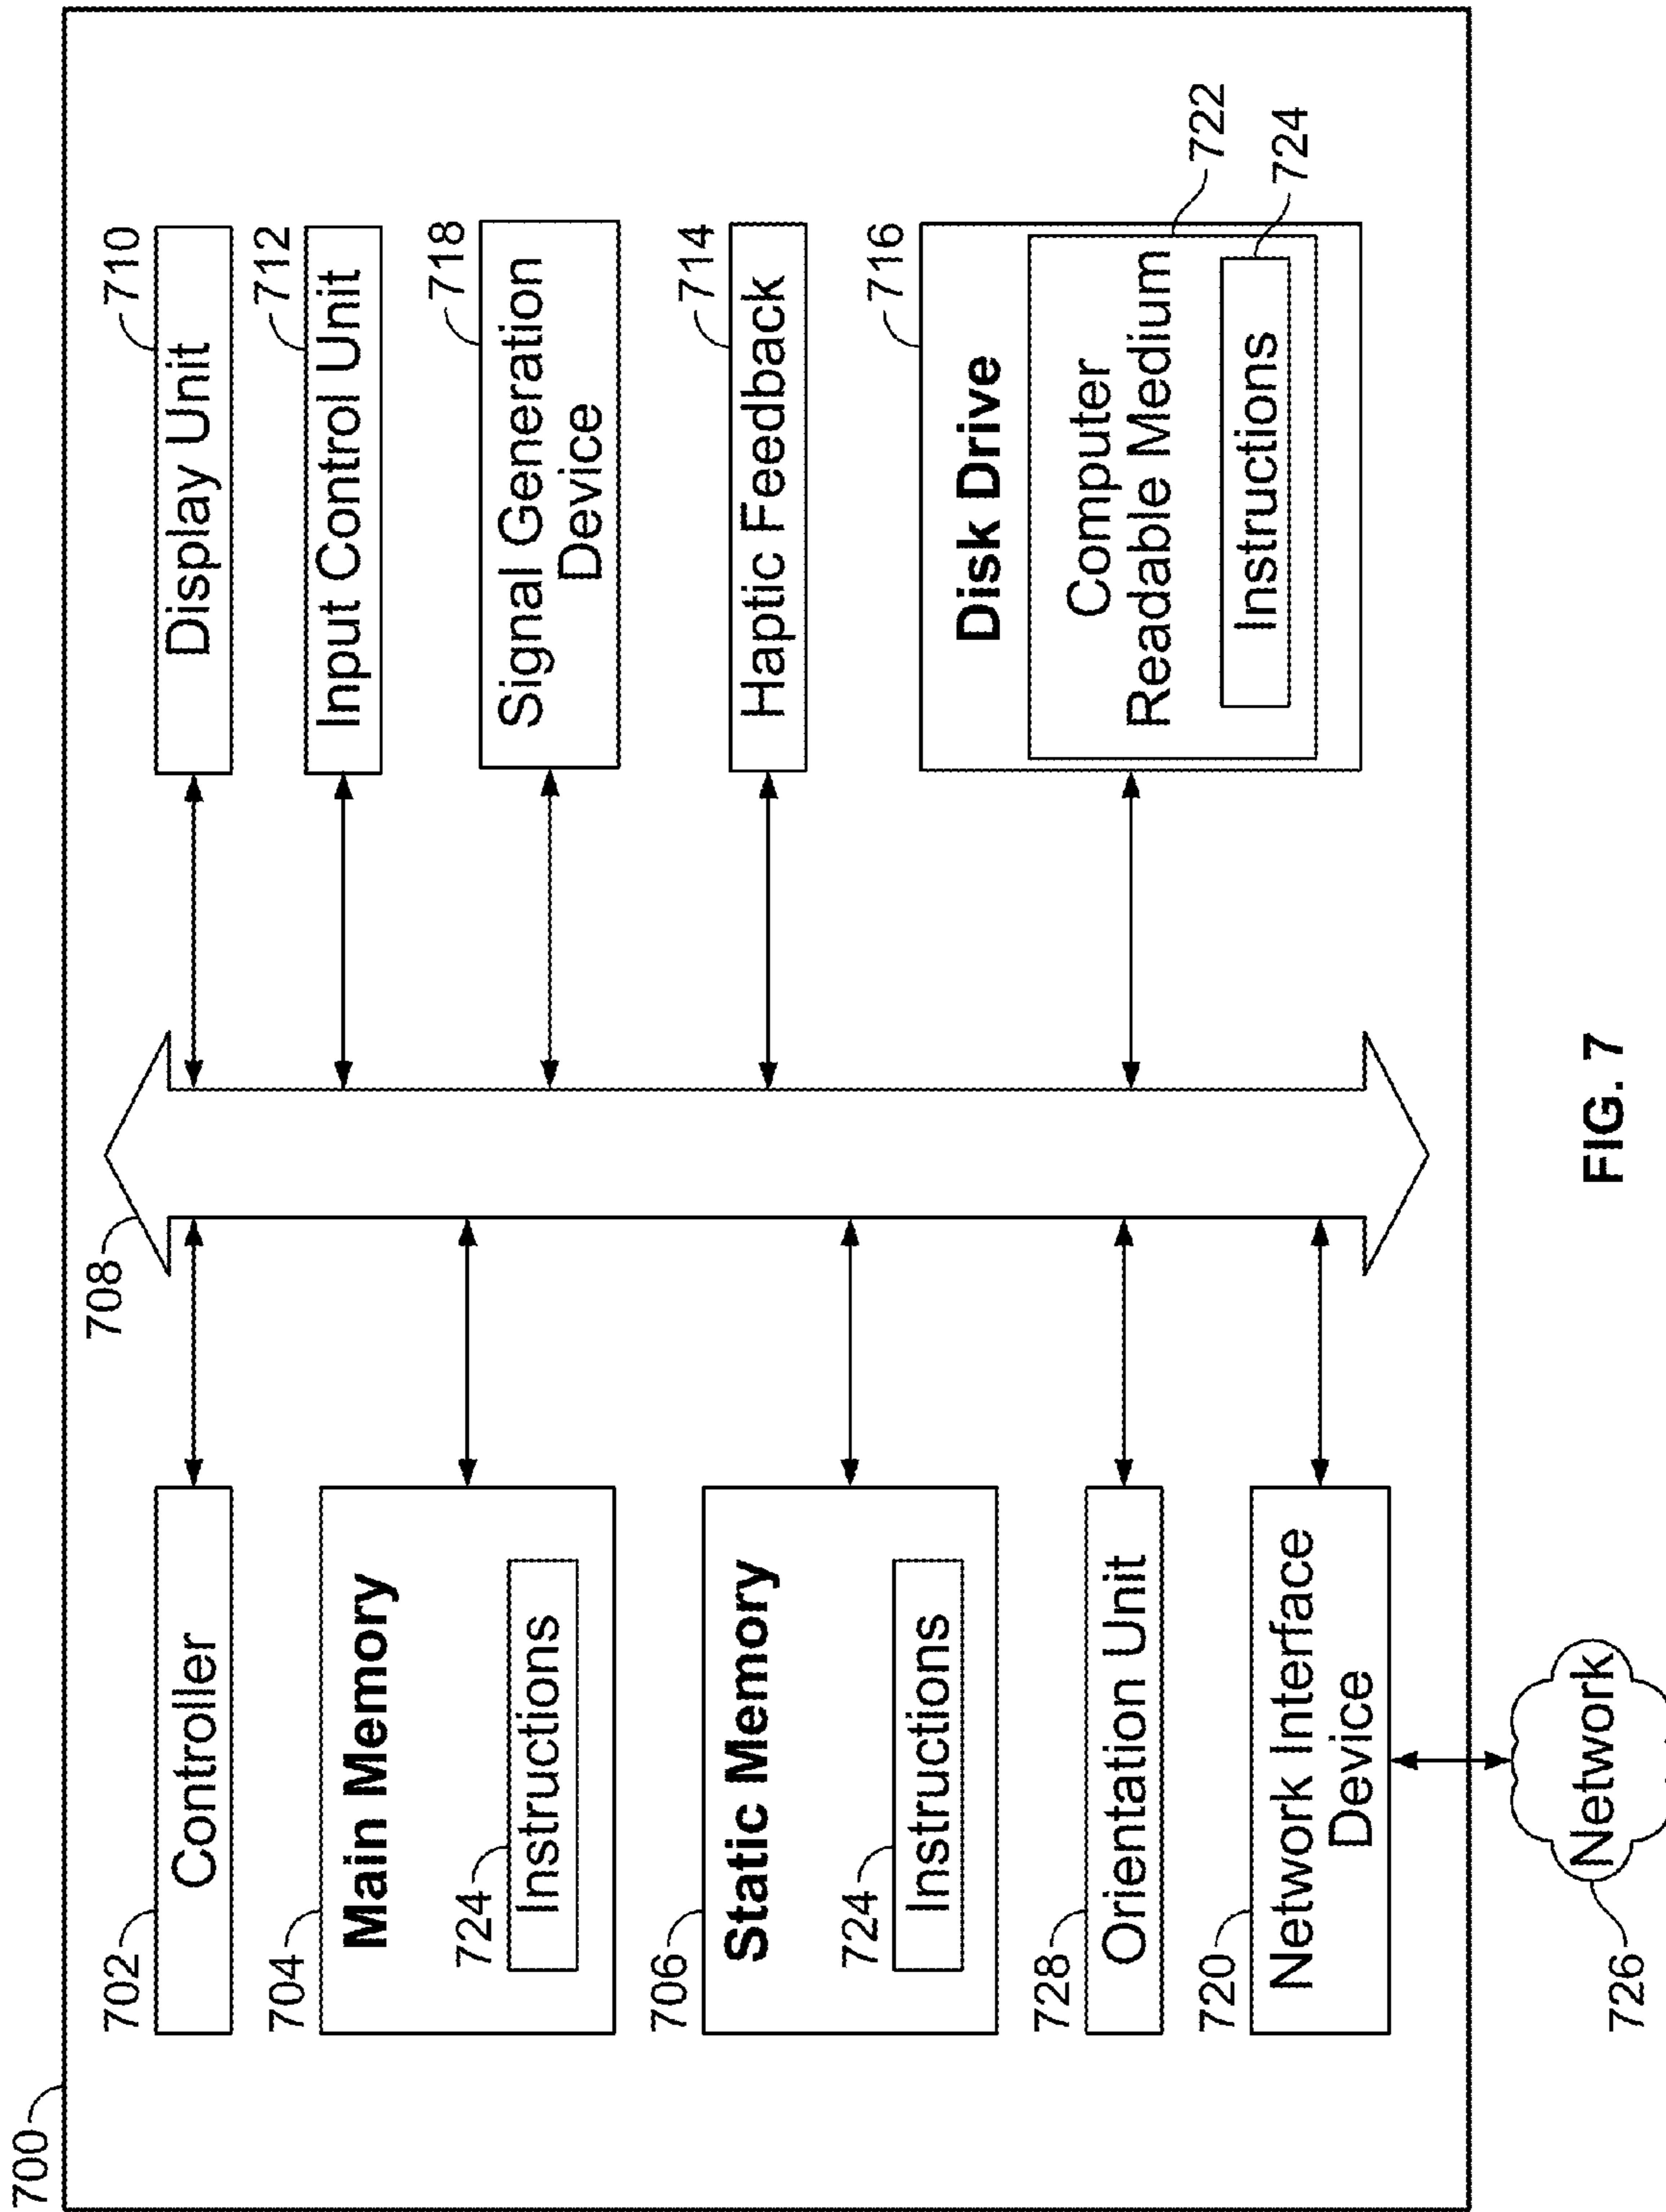 700
708
702
Controller
704
Main Memory
724
Instructions
706
Static Memory
724
Instructions
728
Orientation Unit
720
Network Interface
Device
726
Network
710
Display Unit
712
Input Control Unit
718
Signal Generation
Device
714
Haptic Feedback
716
Disk Drive
Computer
Readable Medium
722
Instructions
724
FIG. 7